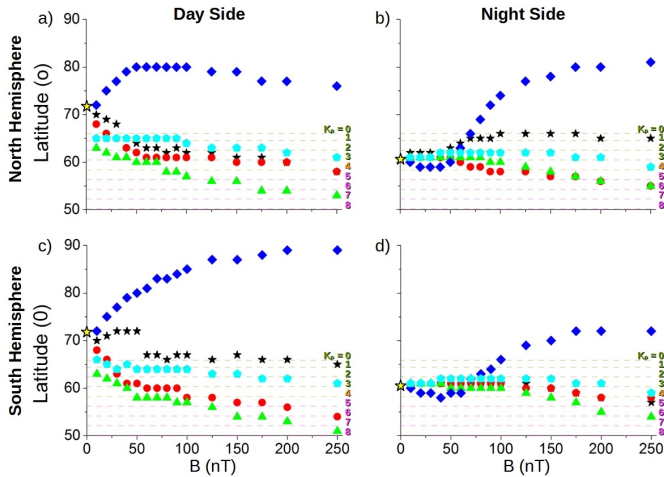 Day Side
Night Side
a)
b)
North Hemisphere
Latitude (o)
90
80
70
60
50
Kp = 0
1
2
3
4
5
6
7
8
Kp = 0
1
2
3
4
5
6
7
8
c)
d)
South Hemisphere
Latitude (0)
90
80
70
60
50
Kp = 0
1
2
3
4
5
6
7
8
Kp = 0
1
2
3
4
5
6
7
8
0 50 100 150 200 250
0 50 100 150 200 250
B (nT)
B (nT)